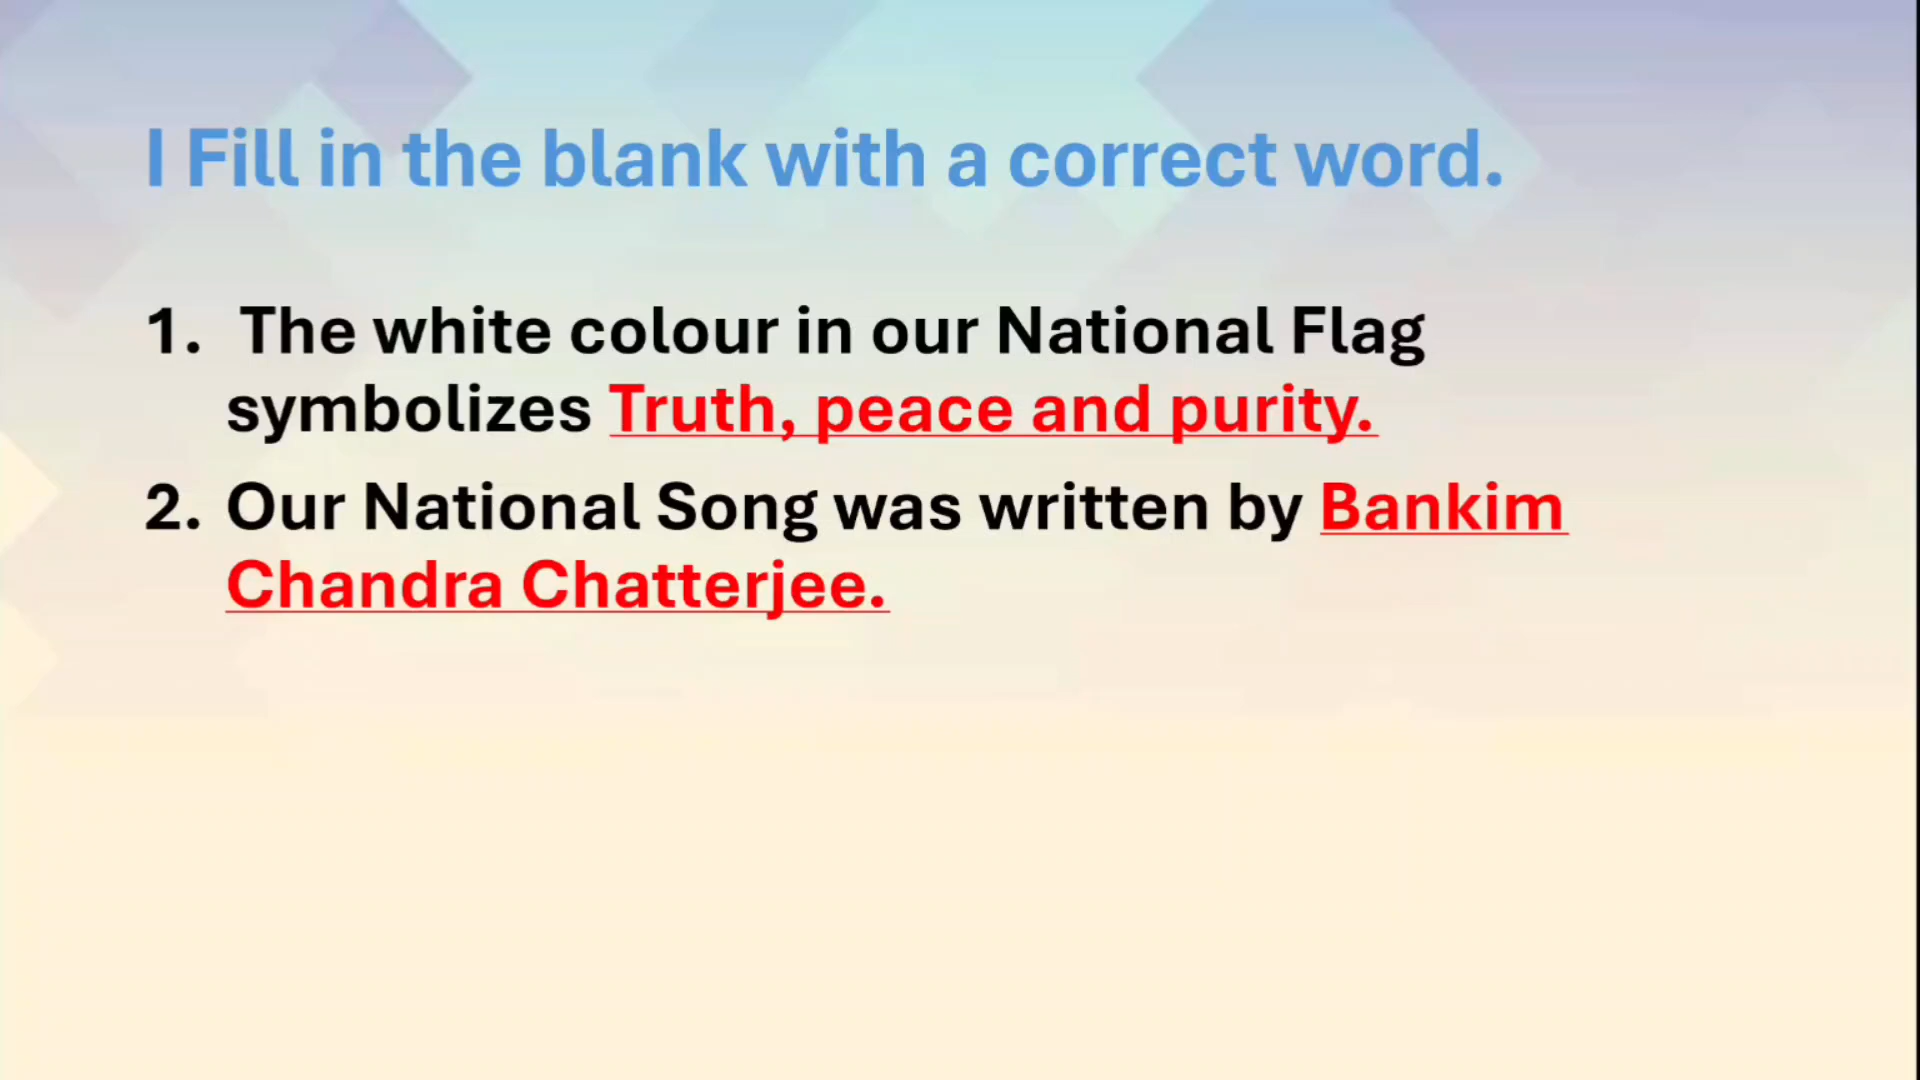 I Fill in the blank with a correct word.
1. The white colour in our National Flag
symbolizes Truth, peace and purity.
2. Our National Song was written by Bankim
Chandra Chatterjee.